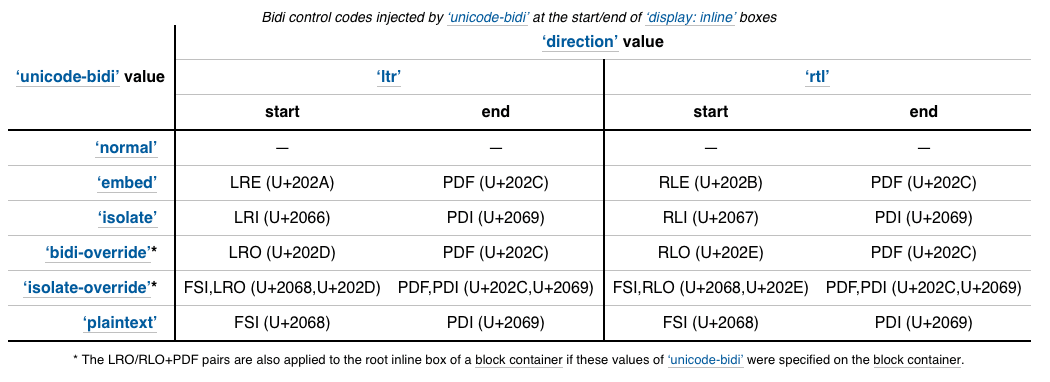 Bidi control codes injected by ‘unicode-bidi’ at the start/end of ‘display: inline’ boxes
‘unicode-bidi’ value
‘direction’ value
‘ltr’ ‘rtl’
start end start end
‘normal’ — — — —
‘embed’ LRE (U+202A) PDF (U+202C) RLE (U+202B) PDF (U+202C)
‘isolate’ LRI (U+2066) PDI (U+2069) RLI (U+2067) PDI (U+2069)
‘bidi-override’* LRO (U+202D) PDF (U+202C) RLO (U+202E) PDF (U+202C)
‘isolate-override’* FSI,LRO (U+2068,U+202D) PDF,PDI (U+202C,U+2069) FSI,RLO (U+2068,U+202E) PDF,PDI (U+202C,U+2069)
‘plaintext’ FSI (U+2068) PDI (U+2069) FSI (U+2068) PDI (U+2069)
* The LRO/RLO+PDF pairs are also applied to the root inline box of a block container if these values of ‘unicode-bidi’ were specified on the block container.